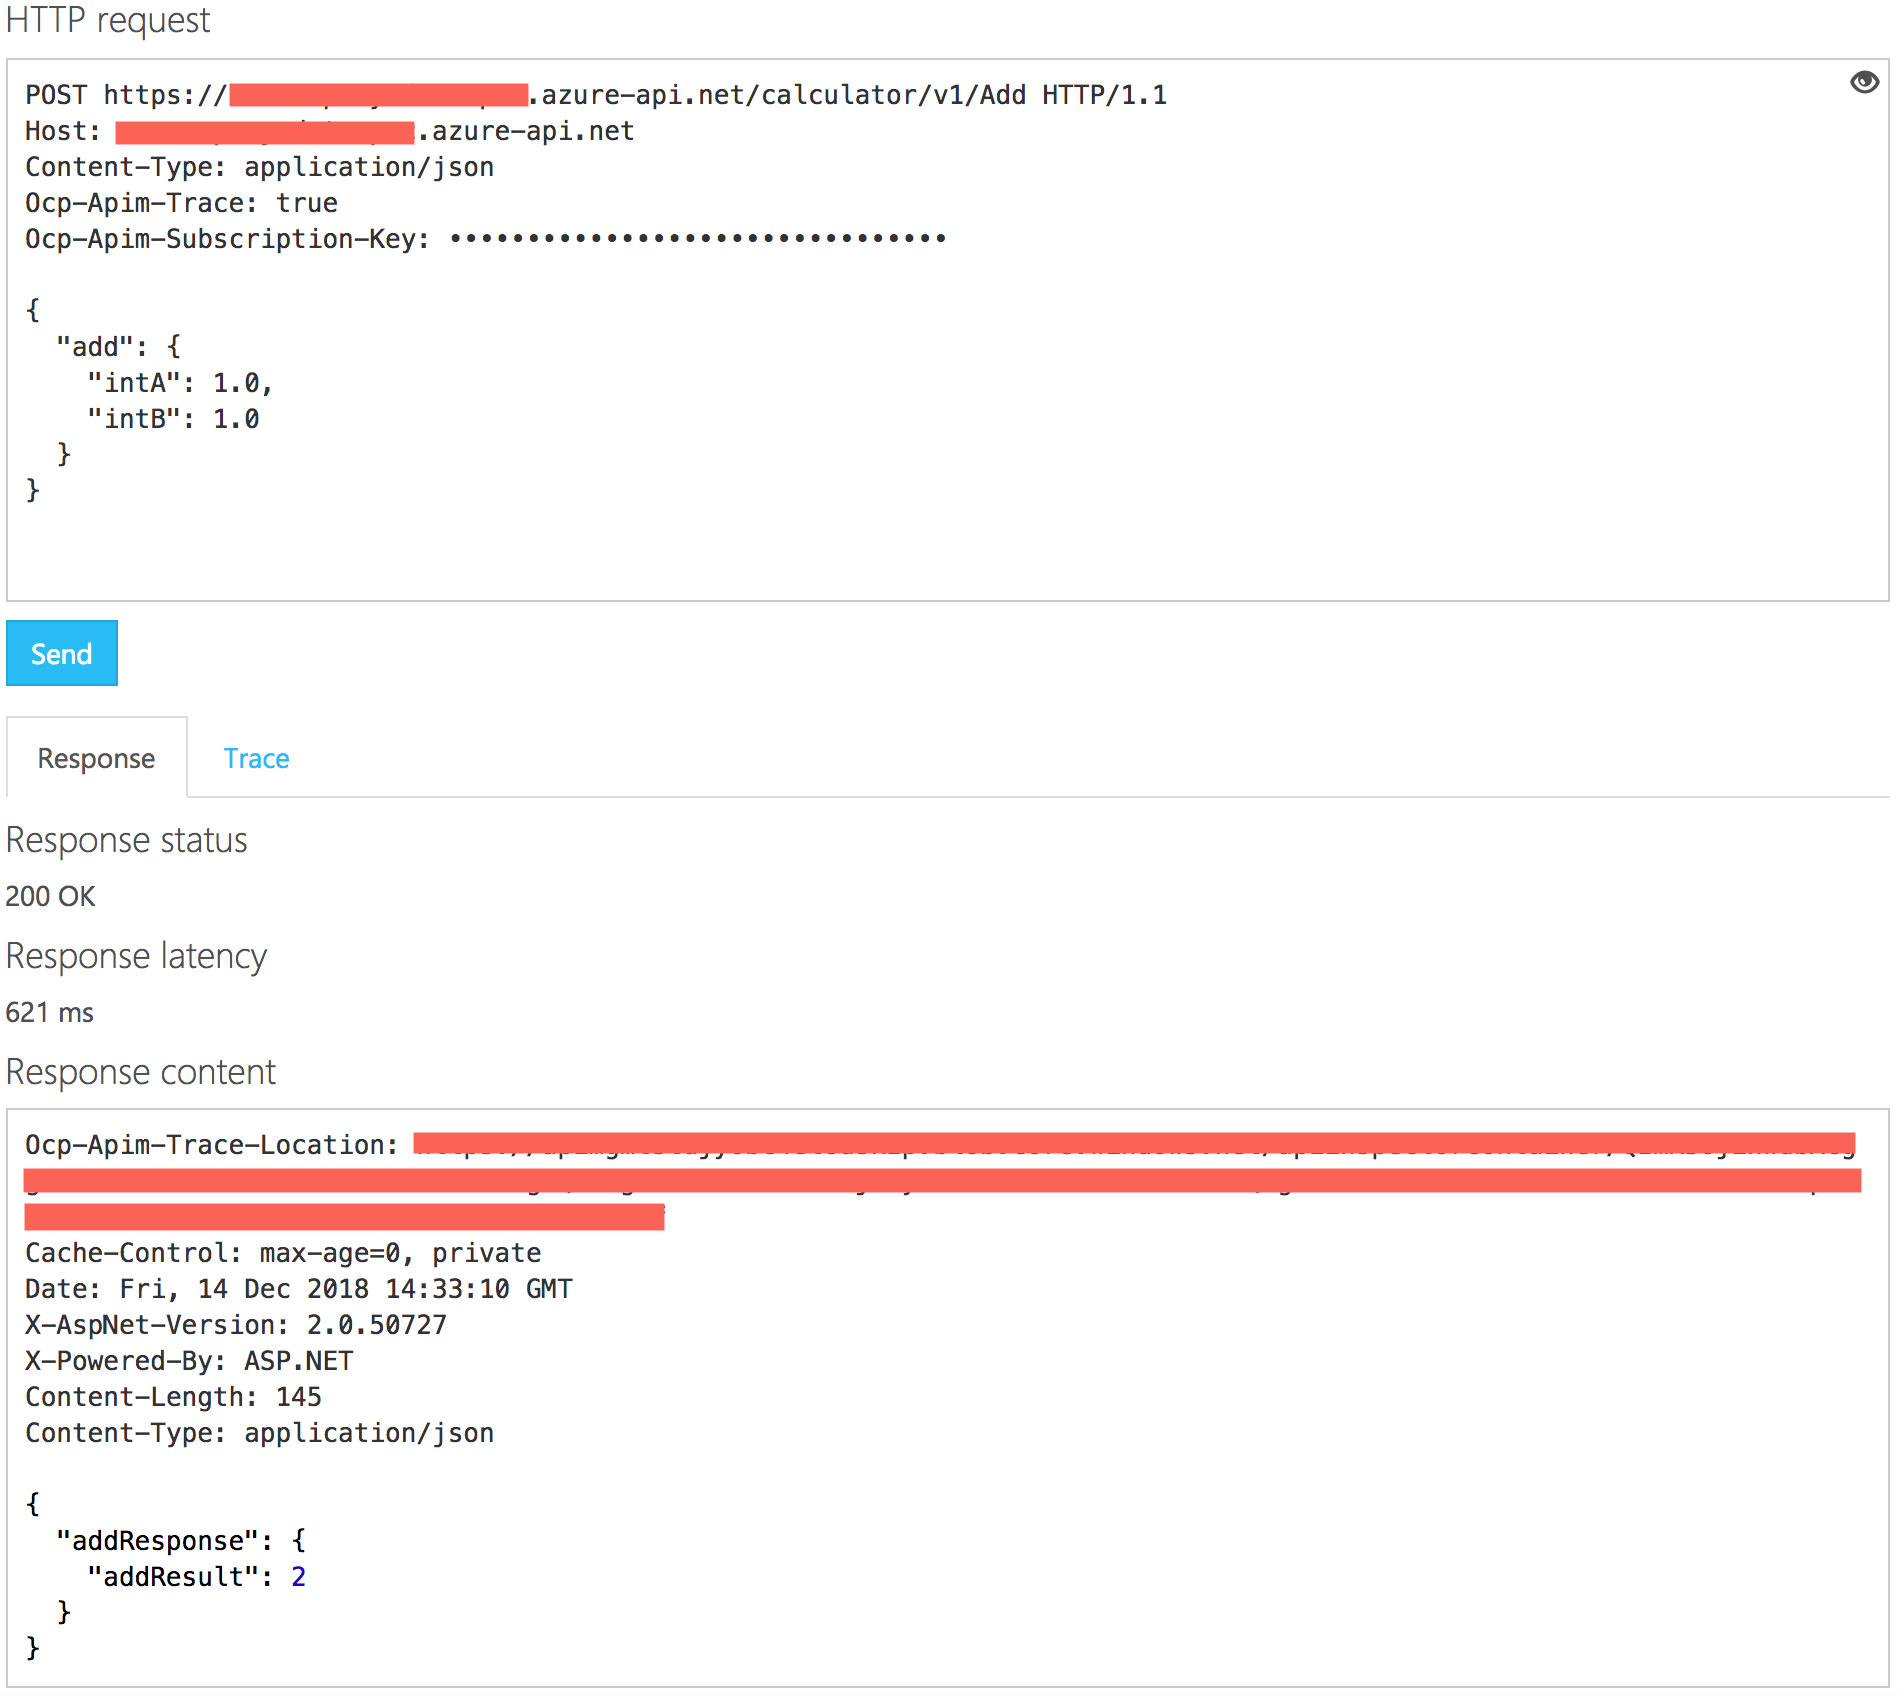 HTTP request
POST https://.azure-api.net/calculator/v1/Add HTTP/1.1
Host: .azure-api.net
Content-Type: application/json
Ocp-Apim-Trace: true
Ocp-Apim-Subscription-Key: ••••••••••••••••••••••••••••••••
{
"add": {
"intA": 1.0,
"intB": 1.0
}
}
Send
Response
Trace
Response status
200 OK
Response latency
621 ms
Response content
Ocp-Apim-Trace-Location:
Cache-Control: max-age=0, private
Date: Fri, 14 Dec 2018 14:33:10 GMT
X-AspNet-Version: 2.0.50727
X-Powered-By: ASP.NET
Content-Length: 145
Content-Type: application/json
{
"addResponse": {
"addResult": 2
}
}